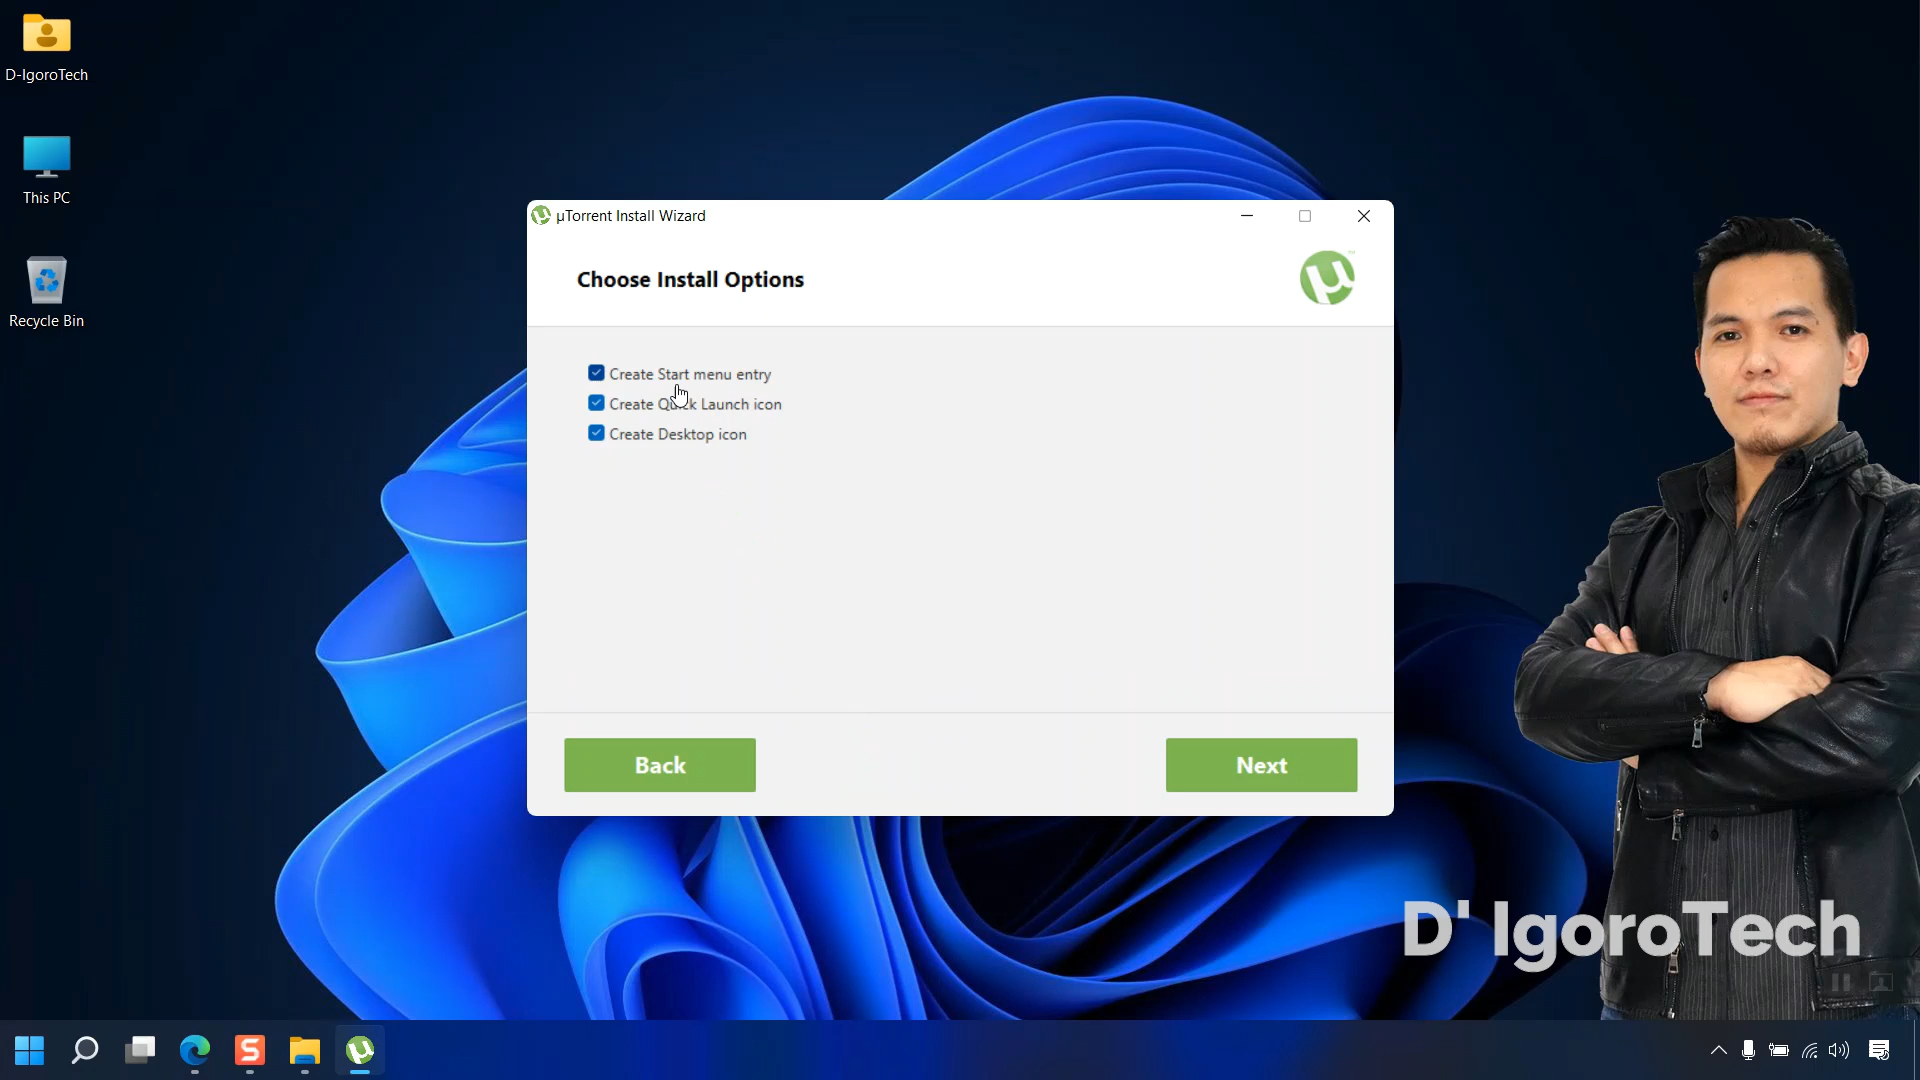 D-IgoroTech
This PC
Recycle Bin
µTorrent Install Wizard
Choose Install Options
Create Start menu entry
Create Quick Launch icon
Create Desktop icon
Back
Next
D' IgoroTech